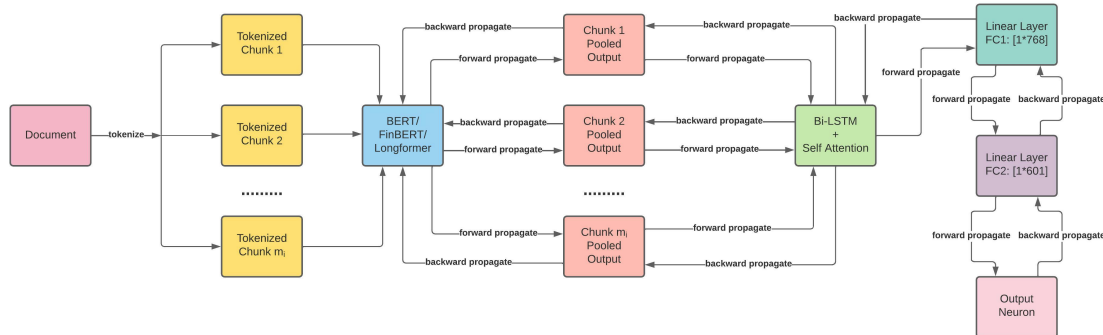 Document
tokenize
Tokenized
Chunk 1
Tokenized
Chunk 2
.........
Tokenized
Chunk mi
BERT/
FinBERT/
Longformer
backward propagate
forward propagate
backward propagate
forward propagate
forward propagate
backward propagate
Chunk 1
Pooled
Output
Chunk 2
Pooled
Output
.........
Chunk mi
Pooled
Output
backward propagate
forward propagate
backward propagate
forward propagate
forward propagate
backward propagate
Bi-LSTM
+
Self Attention
backward propagate
forward propagate
Linear Layer
FC1: [1*768]
forward propagate
backward propagate
Linear Layer
FC2: [1*601]
forward propagate
backward propagate
Output
Neuron